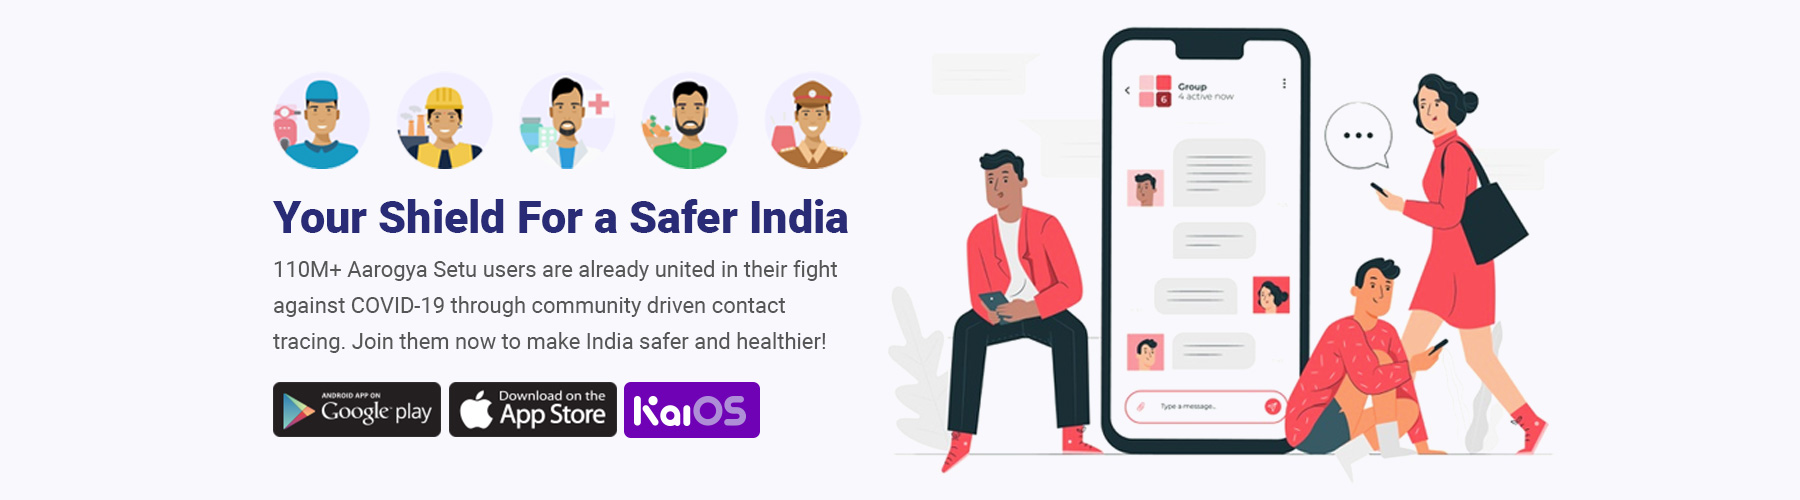 Your Shield For a Safer India
110M+ Aarogya Setu users are already united in their fight
against COVID-19 through community driven contact
tracing. Join them now to make India safer and healthier!
ANDROID APP ON
Google play
Download on the
App Store
KaiOS
Group
4 active now
6
Type a message..